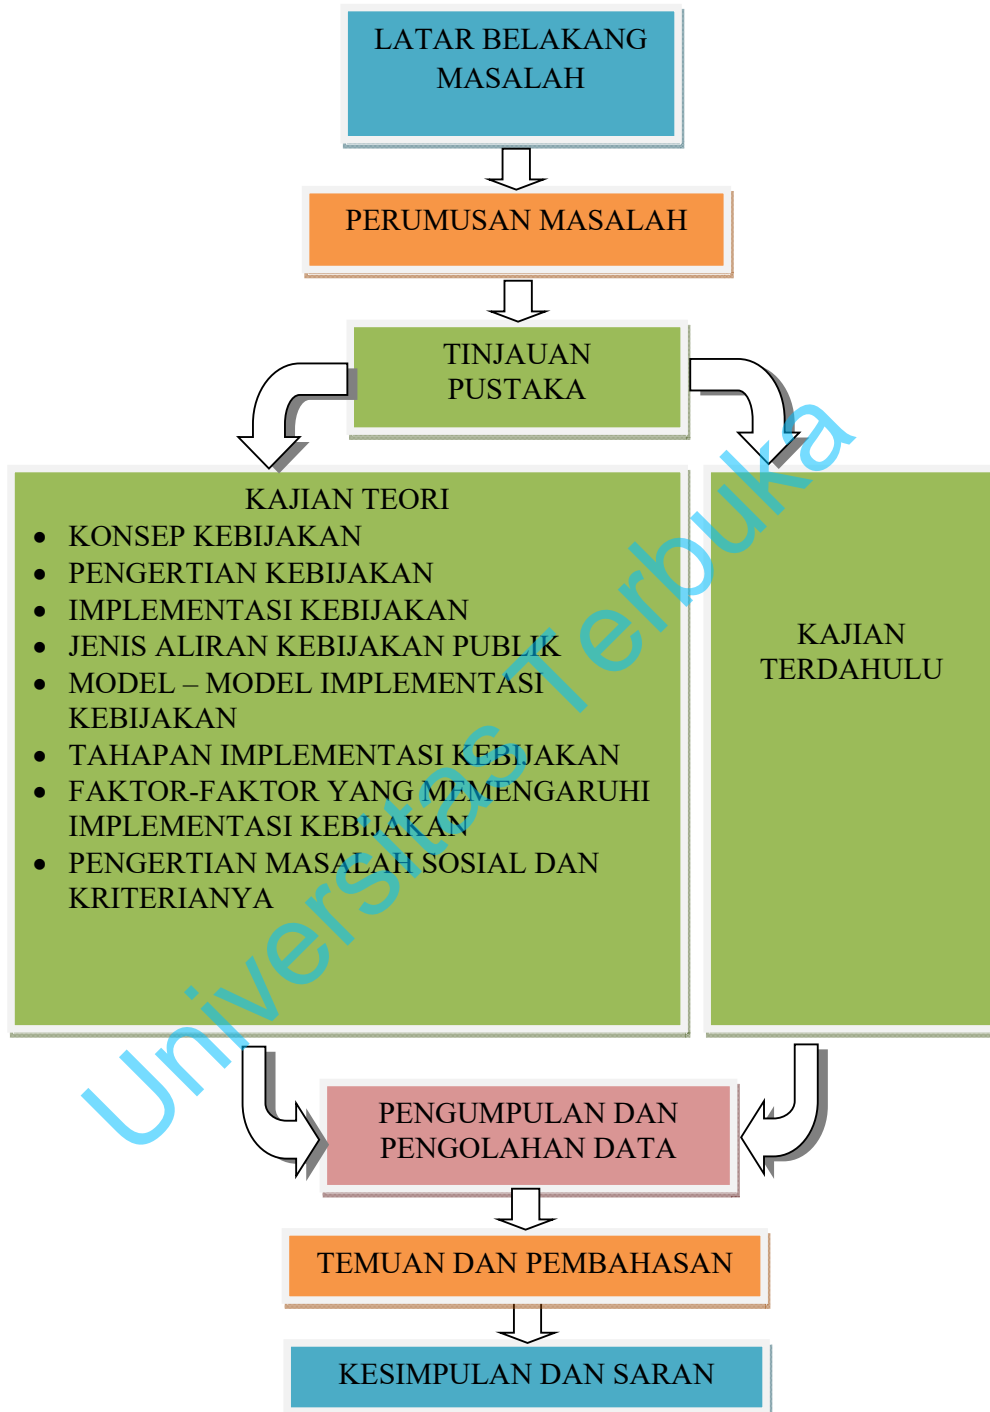 LATAR BELAKANG
MASALAH
PERUMUSAN MASALAH
TINJAUAN
PUSTAKA
KAJIAN TEORI
• KONSEP KEBIJAKAN
• PENGERTIAN KEBIJAKAN
• IMPLEMENTASI KEBIJAKAN
• JENIS ALIRAN KEBIJAKAN PUBLIK
• MODEL – MODEL IMPLEMENTASI
KEBIJAKAN
• TAHAPAN IMPLEMENTASI KEBIJAKAN
• FAKTOR-FAKTOR YANG MEMENGARUHI
IMPLEMENTASI KEBIJAKAN
• PENGERTIAN MASALAH SOSIAL DAN
KRITERIANYA
KAJIAN
TERDAHULU
PENGUMPULAN DAN
PENGOLAHAN DATA
TEMUAN DAN PEMBAHASAN
KESIMPULAN DAN SARAN
Universitas Terbuka